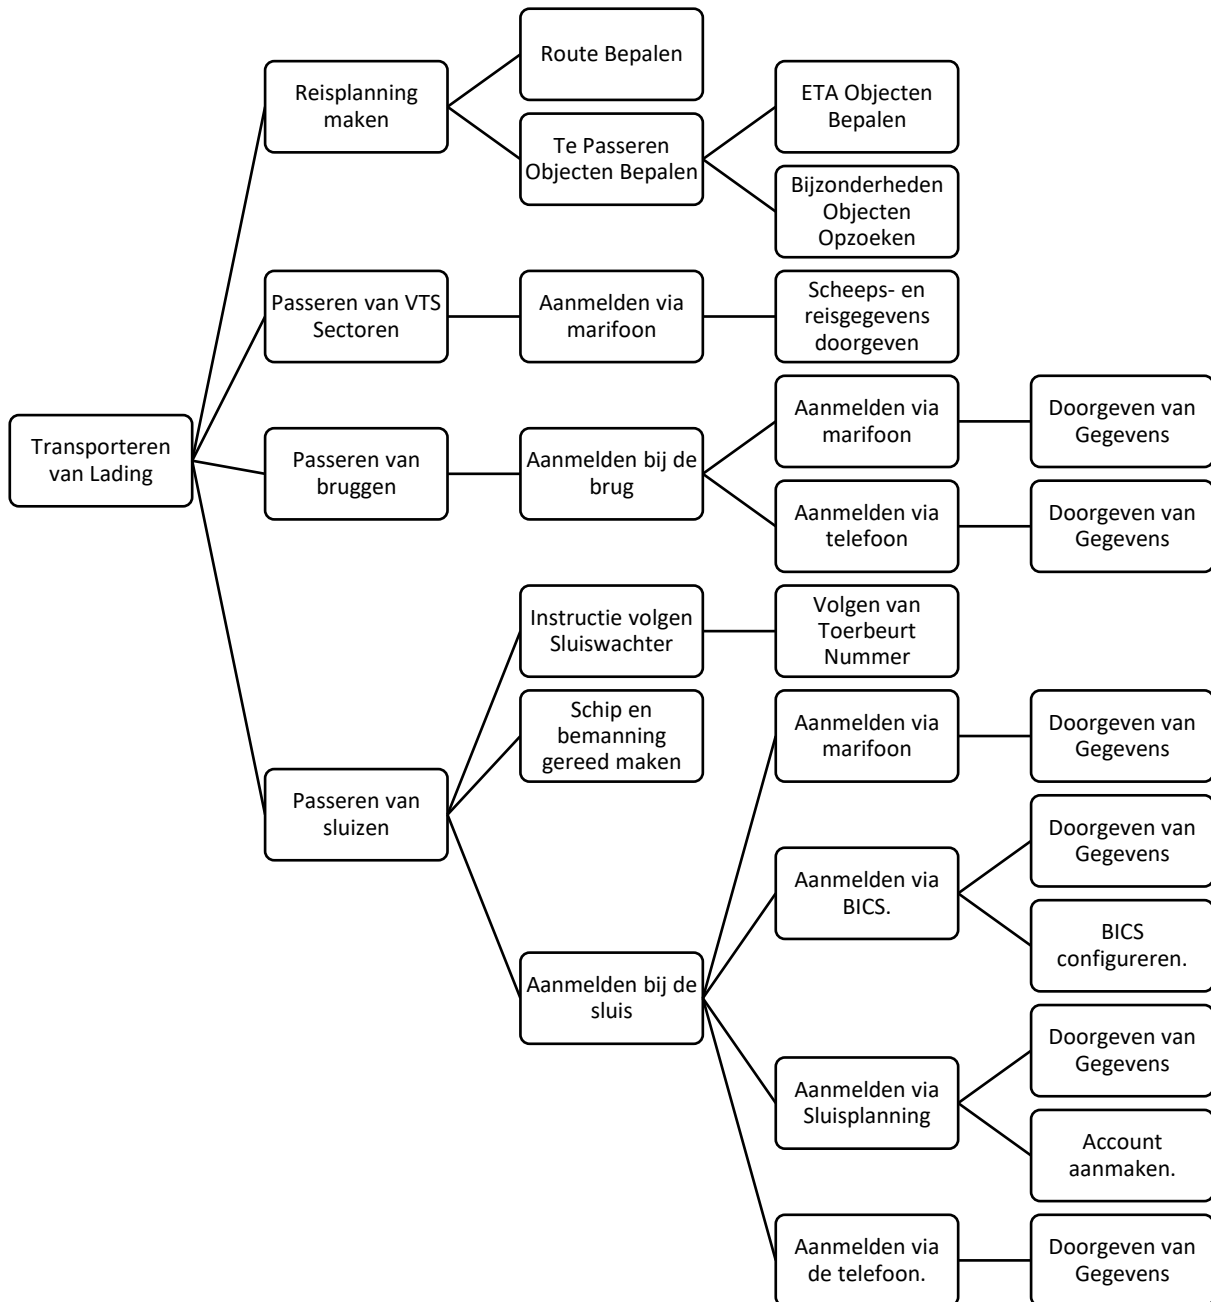 Transporteren
van Lading
Reisplanning
maken
Route Bepalen
Te Passeren
Objecten Bepalen
ETA Objecten
Bepalen
Bijzonderheden
Objecten
Opzoeken
Passeren van VTS
Sectoren
Aanmelden via
marifoon
Scheeps- en
reisgegevens
doorgeven
Passeren van
bruggen
Aanmelden bij de
brug
Aanmelden via
marifoon
Doorgeven van
Gegevens
Aanmelden via
telefoon
Doorgeven van
Gegevens
Passeren van
sluizen
Instructie volgen
Sluiswachter
Volgen van
Toerbeurt
Nummer
Schip en
bemanning
gereed maken
Aanmelden bij de
sluis
Aanmelden via
marifoon
Doorgeven van
Gegevens
Aanmelden via
BICS.
Doorgeven van
Gegevens
BICS
configureren.
Aanmelden via
Sluisplanning
Doorgeven van
Gegevens
Account
aanmaken.
Aanmelden via
de telefoon.
Doorgeven van
Gegevens